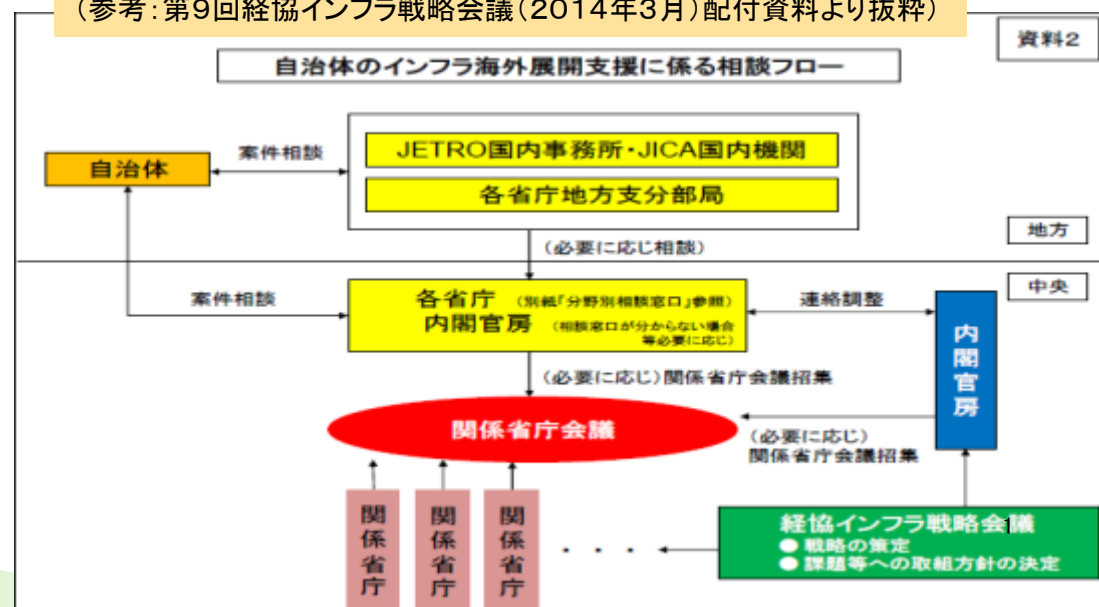 (参考:第9回経協インフラ戦略会議(2014年3月)配付資料より抜粋)
資料2
自治体のインフラ海外展開支援に係る相談フロー
自治体
案件相談
JETRO国内事務所・JICA国内機関
各省庁地方支分部局
地方
(必要に応じ相談)
中央
案件相談
各省庁 (別紙「分野別相談窓口」参照)
内閣官房 (相談窓口が分からない場合
等必要に応じ)
連絡調整
内閣官房
(必要に応じ)関係省庁会議招集
関係省庁会議
(必要に応じ)
関係省庁会議招集
関係省庁
関係省庁
関係省庁
・・・
経協インフラ戦略会議
1
● 戦略の策定
● 課題等への取組方針の決定